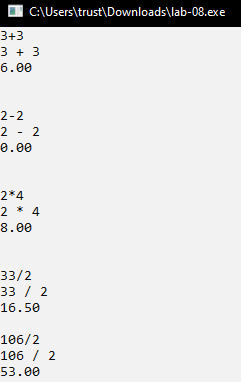 C:\Users\trust\Downloads\lab-08.exe
3+3
3 + 3
6.00
2-2
2 - 2
0.00
2*4
2 * 4
8.00
33/2
33 / 2
16.50
106/2
106 / 2
53.00